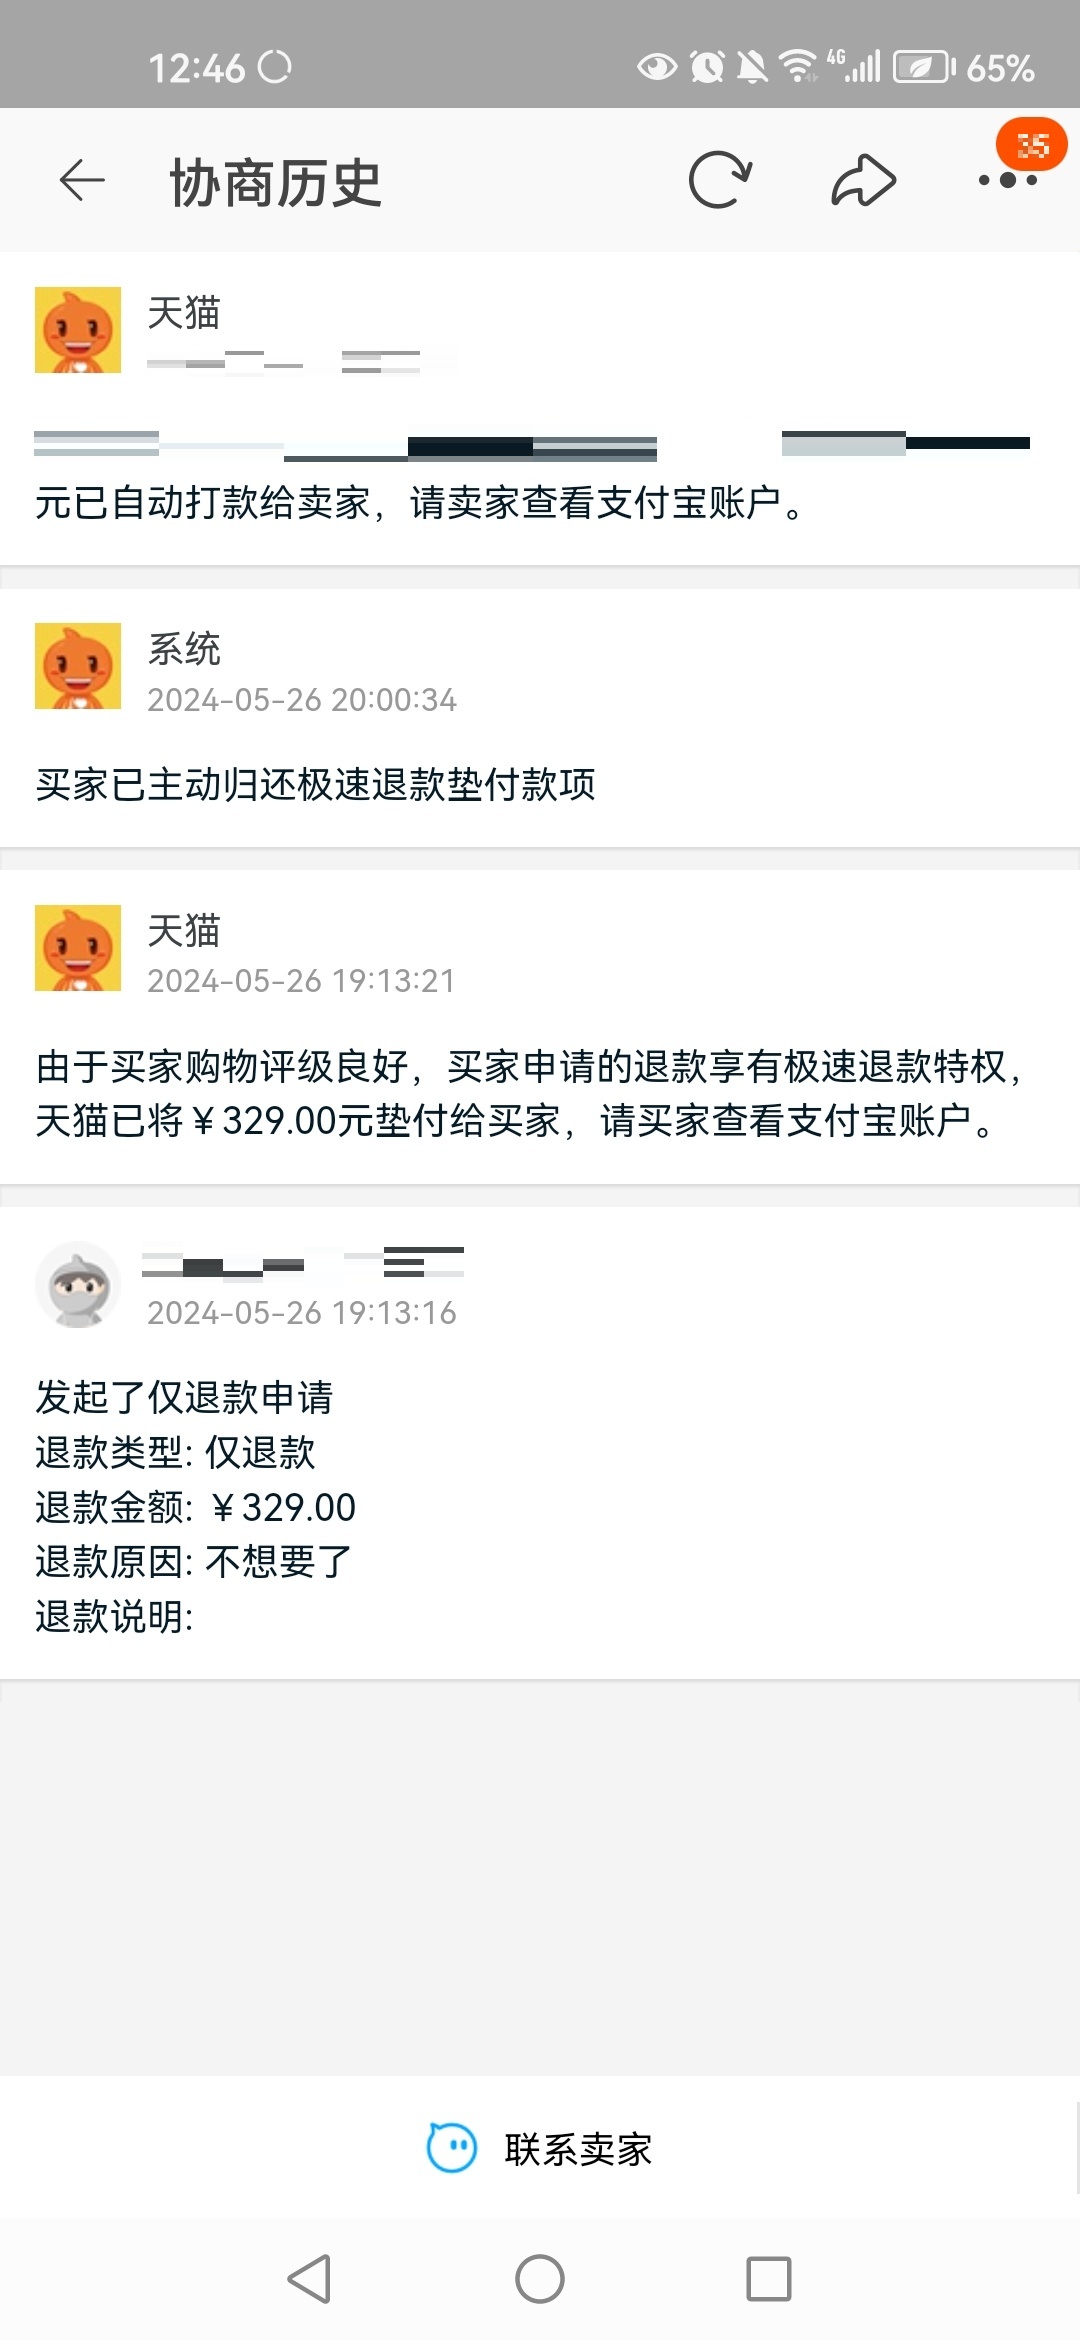 12:46
4G
65%
协商历史
天猫
元已自动打款给卖家，请卖家查看支付宝账户。
系统
2024-05-26 20:00:34
买家已主动归还极速退款垫付款项
天猫
2024-05-26 19:13:21
由于买家购物评级良好，买家申请的退款享有极速退款特权，
天猫已将￥329.00元垫付给买家，请买家查看支付宝账户。
2024-05-26 19:13:16
发起了仅退款申请
退款类型: 仅退款
退款金额: ￥329.00
退款原因: 不想要了
退款说明:
联系卖家